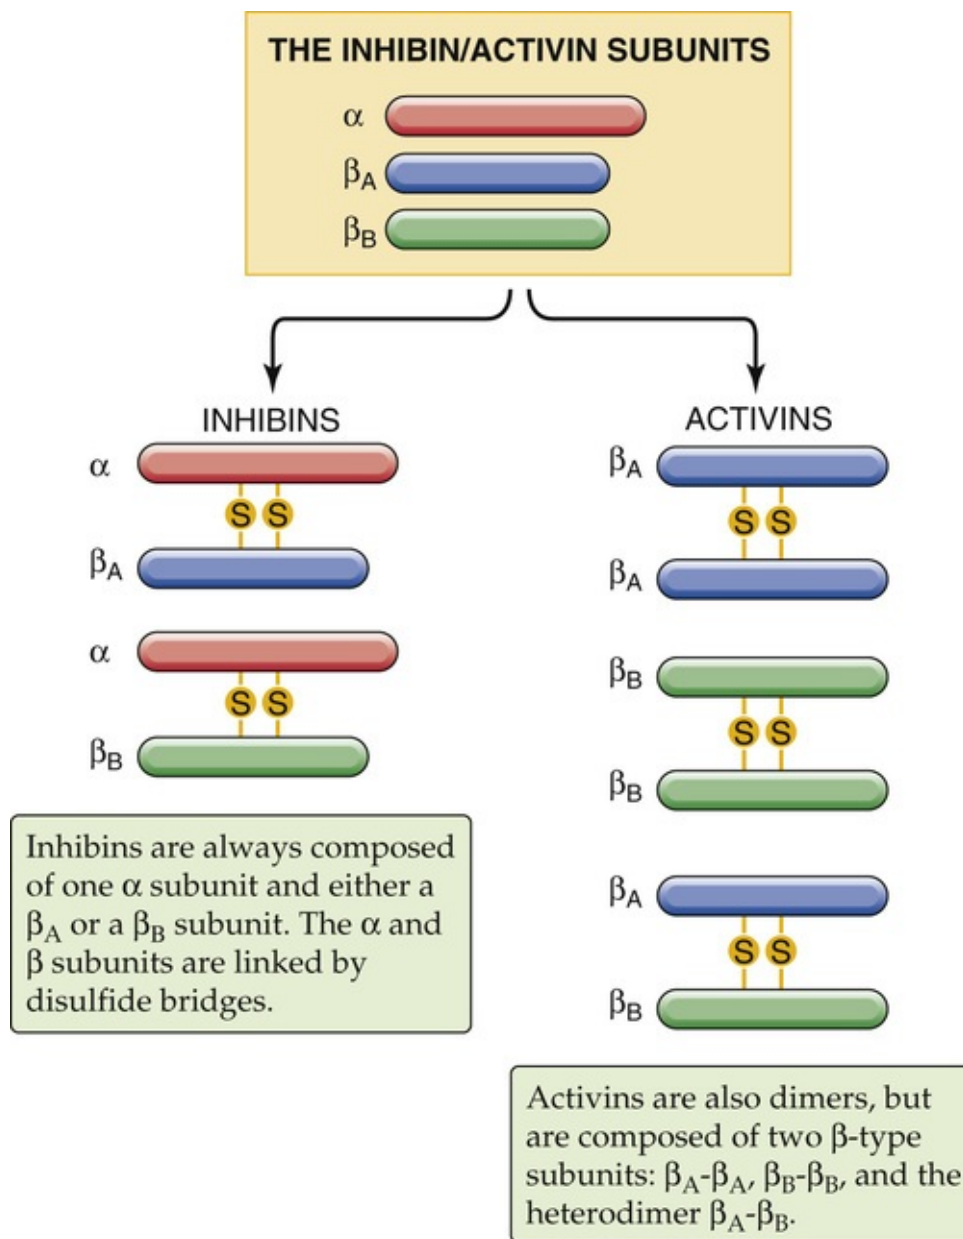 THE INHIBIN/ACTIVIN SUBUNITS
α
βA
βB
INHIBINS
α
S S
βA
α
S S
βB
Inhibins are always composed
of one α subunit and either a
βA or a βB subunit. The α and
β subunits are linked by
disulfide bridges.
ACTIVINS
βA
S S
βA
βB
S S
βB
βA
S S
βB
Activins are also dimers, but
are composed of two β-type
subunits: βA-βA, βB-βB, and the
heterodimer βA-βB.